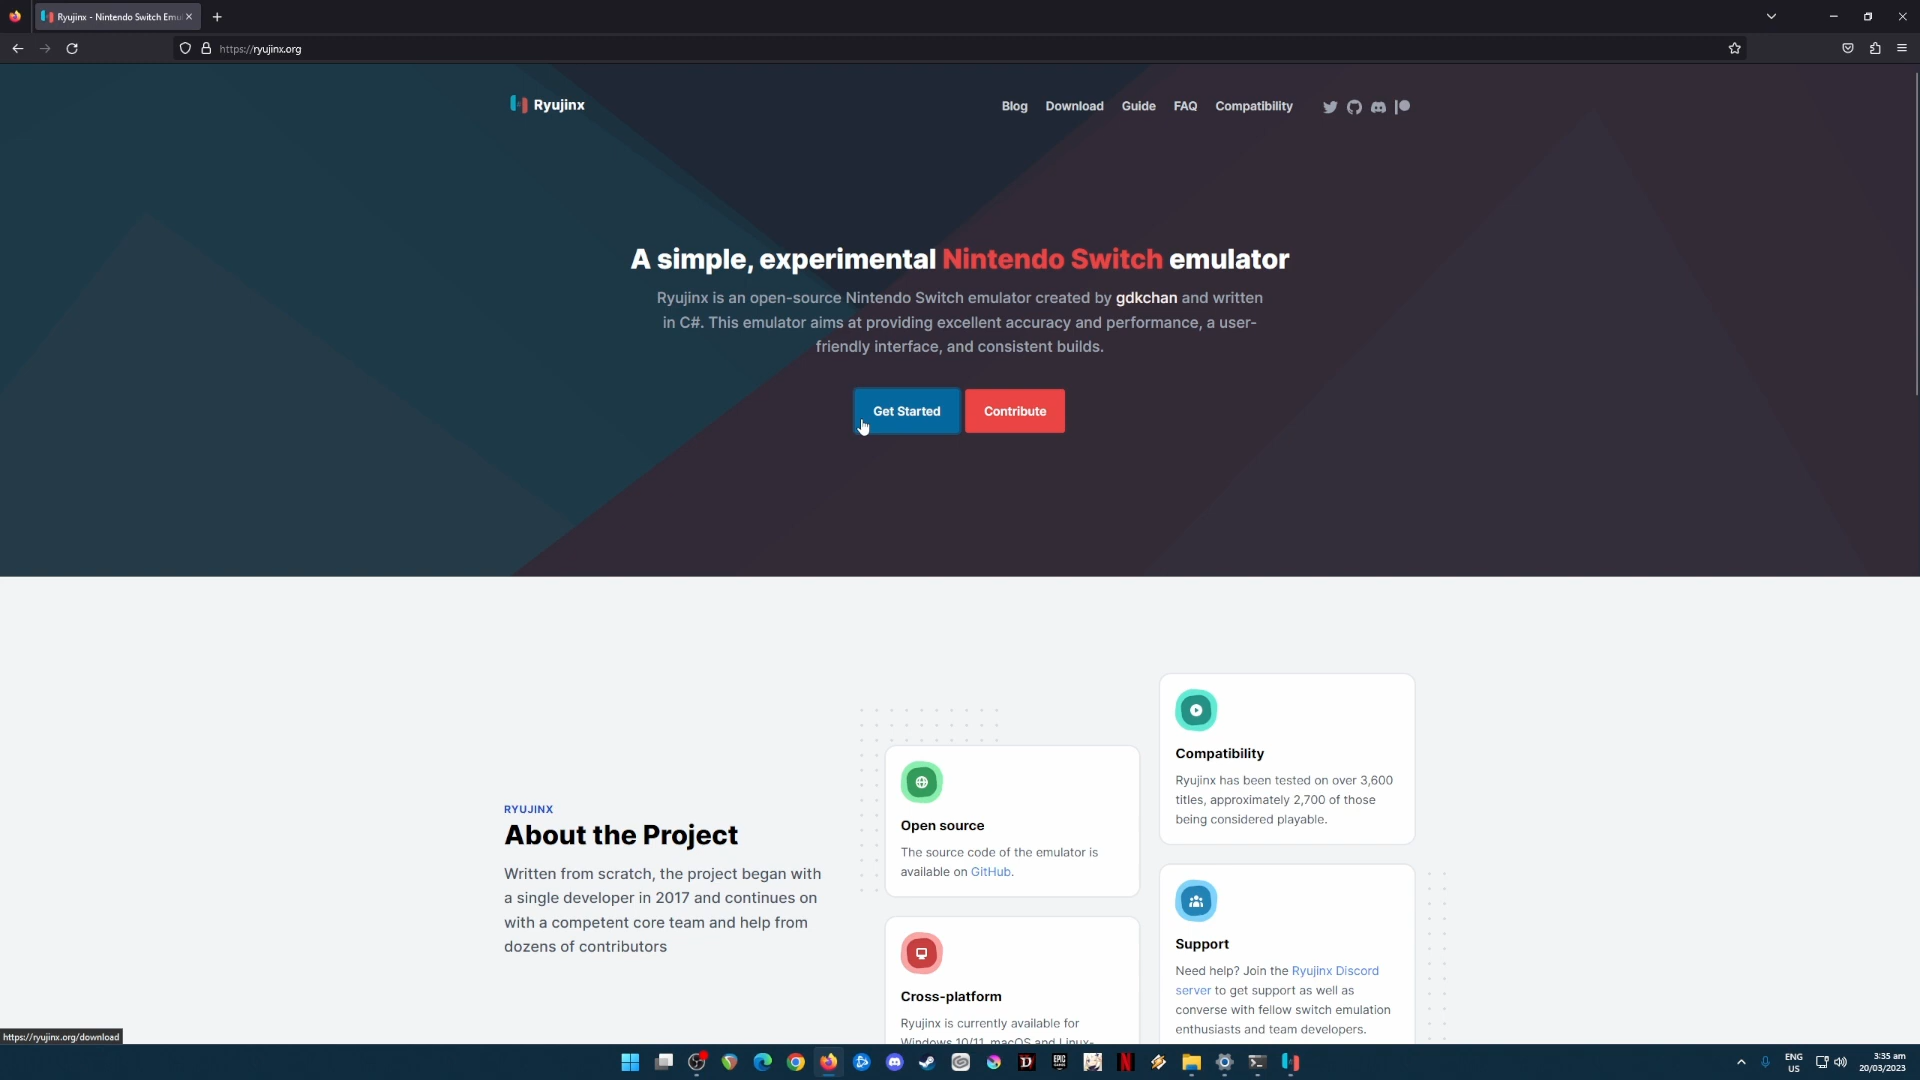 Ryujinx - Nintendo Switch Emu
https://ryujinx.org
Ryujinx
Blog Download Guide FAQ Compatibility
A simple, experimental Nintendo Switch emulator
Ryujinx is an open-source Nintendo Switch emulator created by gdkchan and written
in C#. This emulator aims at providing excellent accuracy and performance, a user-
friendly interface, and consistent builds.
Get Started Contribute
RYUJINX
About the Project
Written from scratch, the project began with
a single developer in 2017 and continues on
with a competent core team and help from
dozens of contributors
Open source
The source code of the emulator is
available on GitHub.
Cross-platform
Ryujinx is currently available for
Windows 10/11, macOS and Linux-
Compatibility
Ryujinx has been tested on over 3,600
titles, approximately 2,700 of those
being considered playable.
Support
Need help? Join the Ryujinx Discord
server to get support as well as
converse with fellow switch emulation
enthusiasts and team developers.
https://ryujinx.org/download
EPIC
ENG
US
3:35 am
20/03/2023